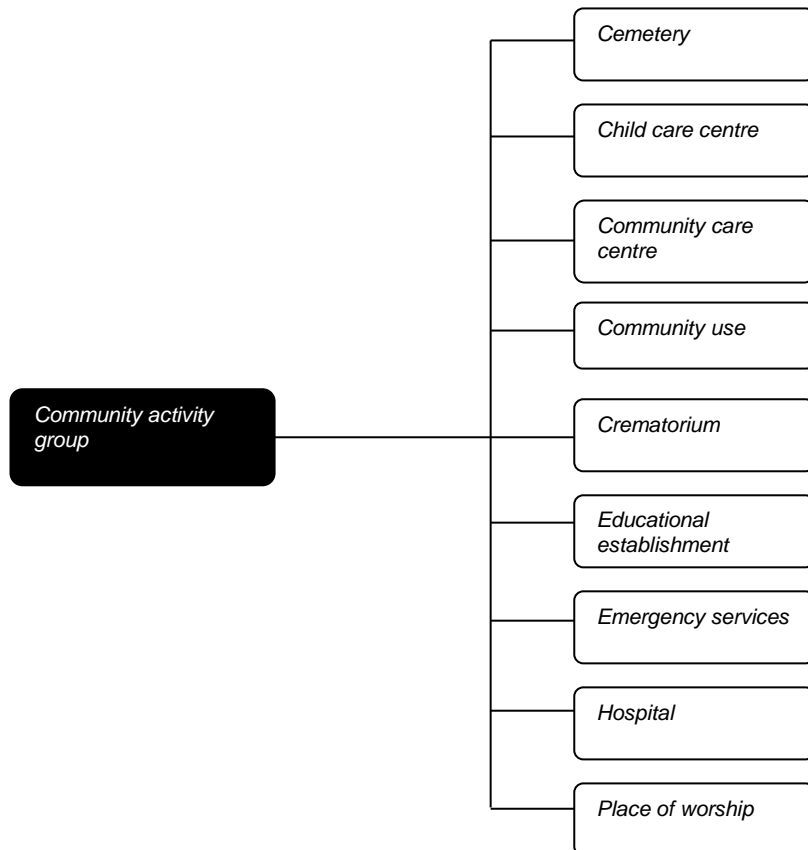 Community activity
group
Cemetery
Child care centre
Community care
centre
Community use
Crematorium
Educational
establishment
Emergency services
Hospital
Place of worship